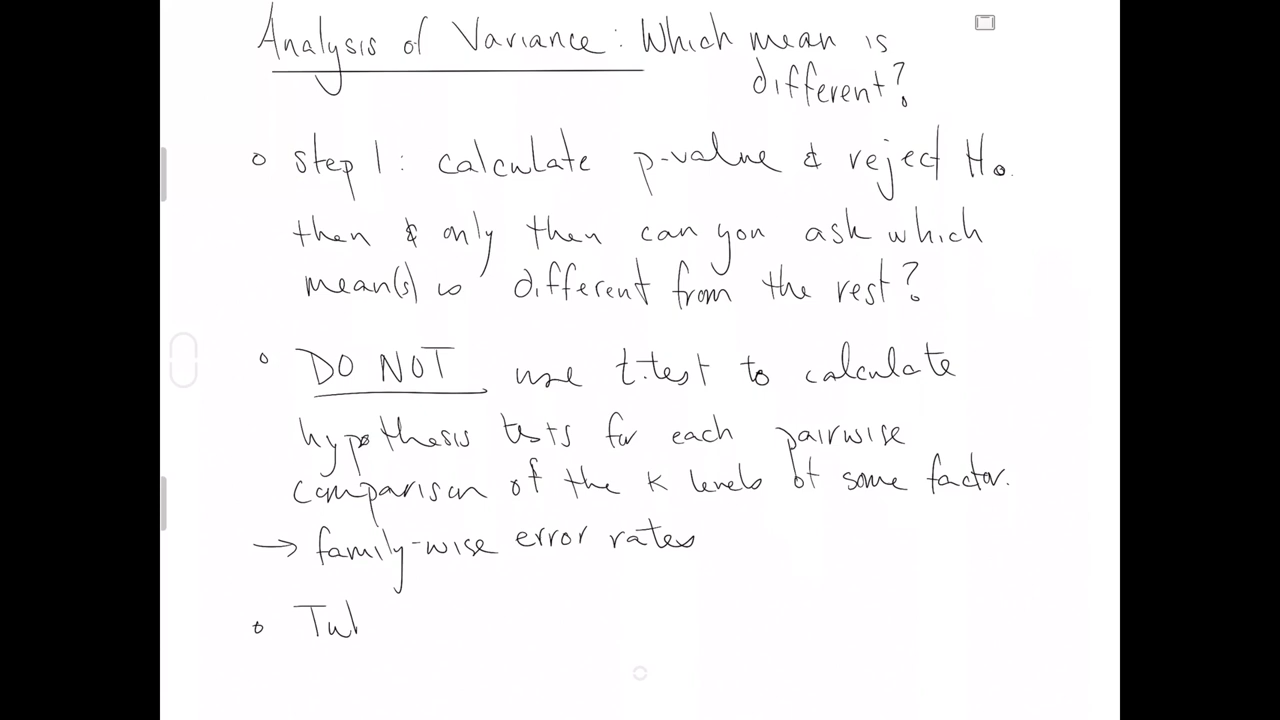 Analysis of Variance: Which mean is
different?
• step 1: calculate p-value & reject H₀.
then & only then can you ask which
mean(s) is different from the rest?
• DO NOT use t.test to calculate
hypothesis tests for each pairwise
comparison of the K levels of some factor.
→ family-wise error rates
• Tuk